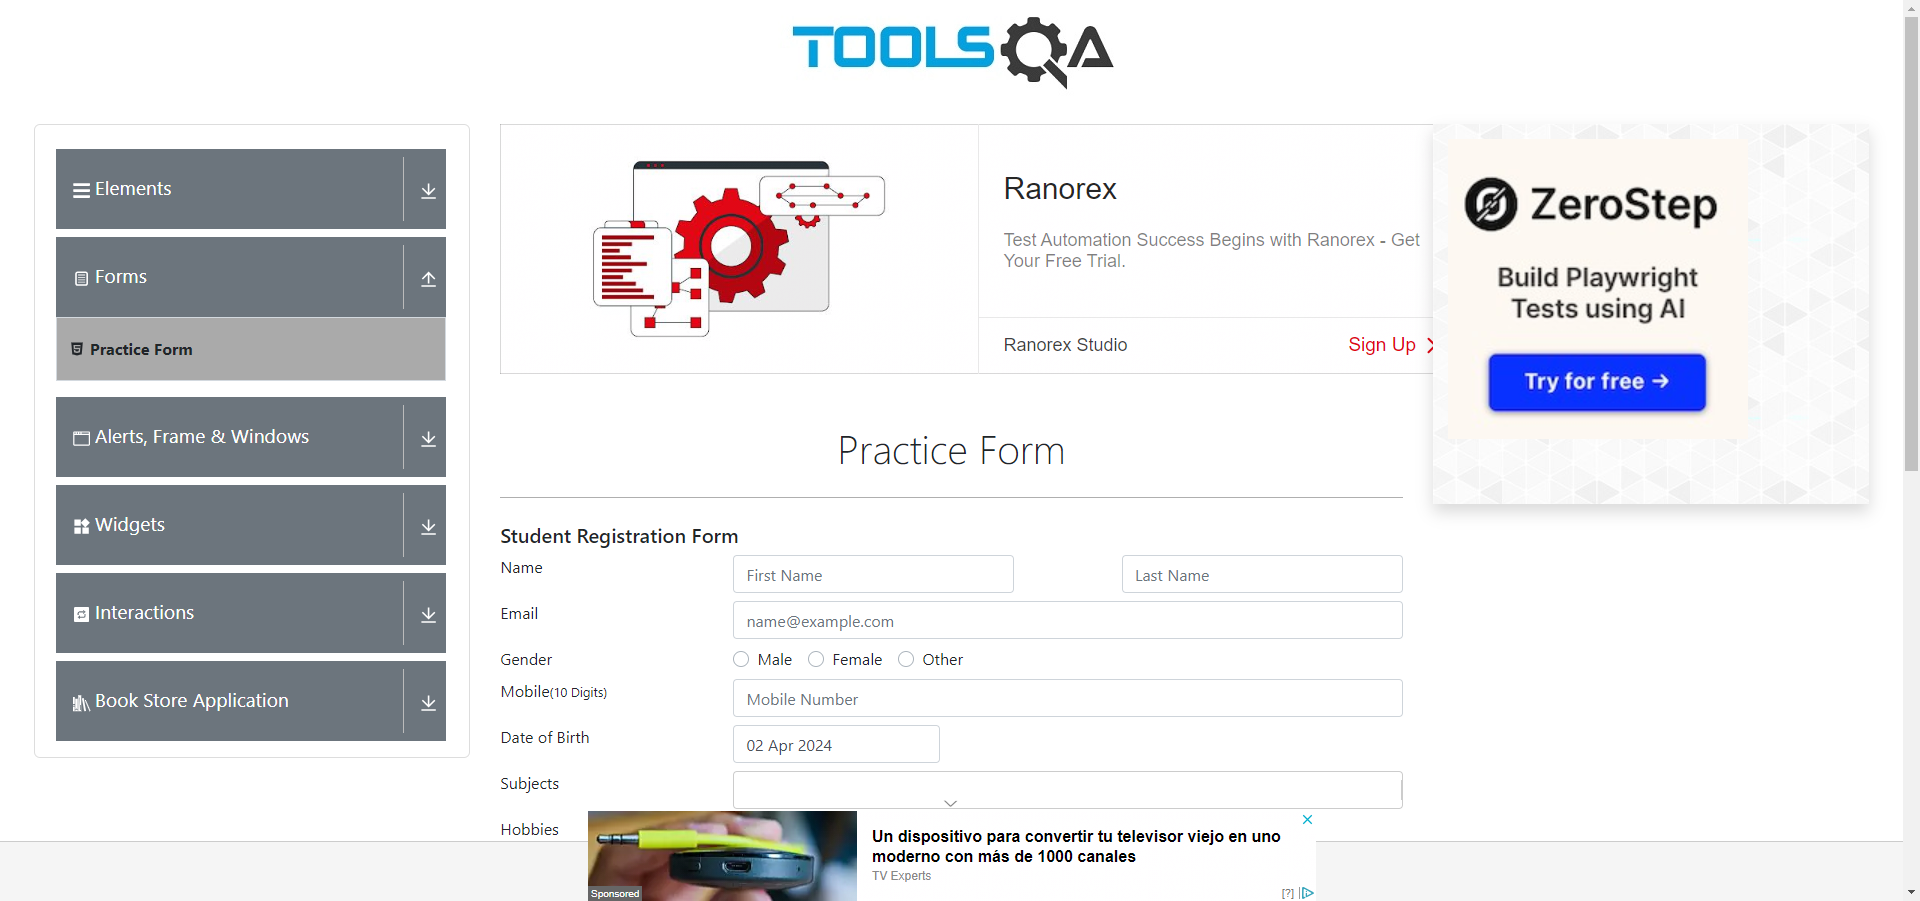 TOOLSQA
Elements
Forms
Practice Form
Alerts, Frame & Windows
Widgets
Interactions
Book Store Application
Ranorex
Test Automation Success Begins with Ranorex - Get
Your Free Trial.
Ranorex Studio
Sign Up
ZeroStep
Build Playwright
Tests using AI
Try for free →
Practice Form
Student Registration Form
Name
First Name
Last Name
Email
name@example.com
Gender
Male
Female
Other
Mobile(10 Digits)
Mobile Number
Date of Birth
02 Apr 2024
Subjects
Hobbies
Un dispositivo para convertir tu televisor viejo en uno
moderno con más de 1000 canales
TV Experts
Sponsored
[?]